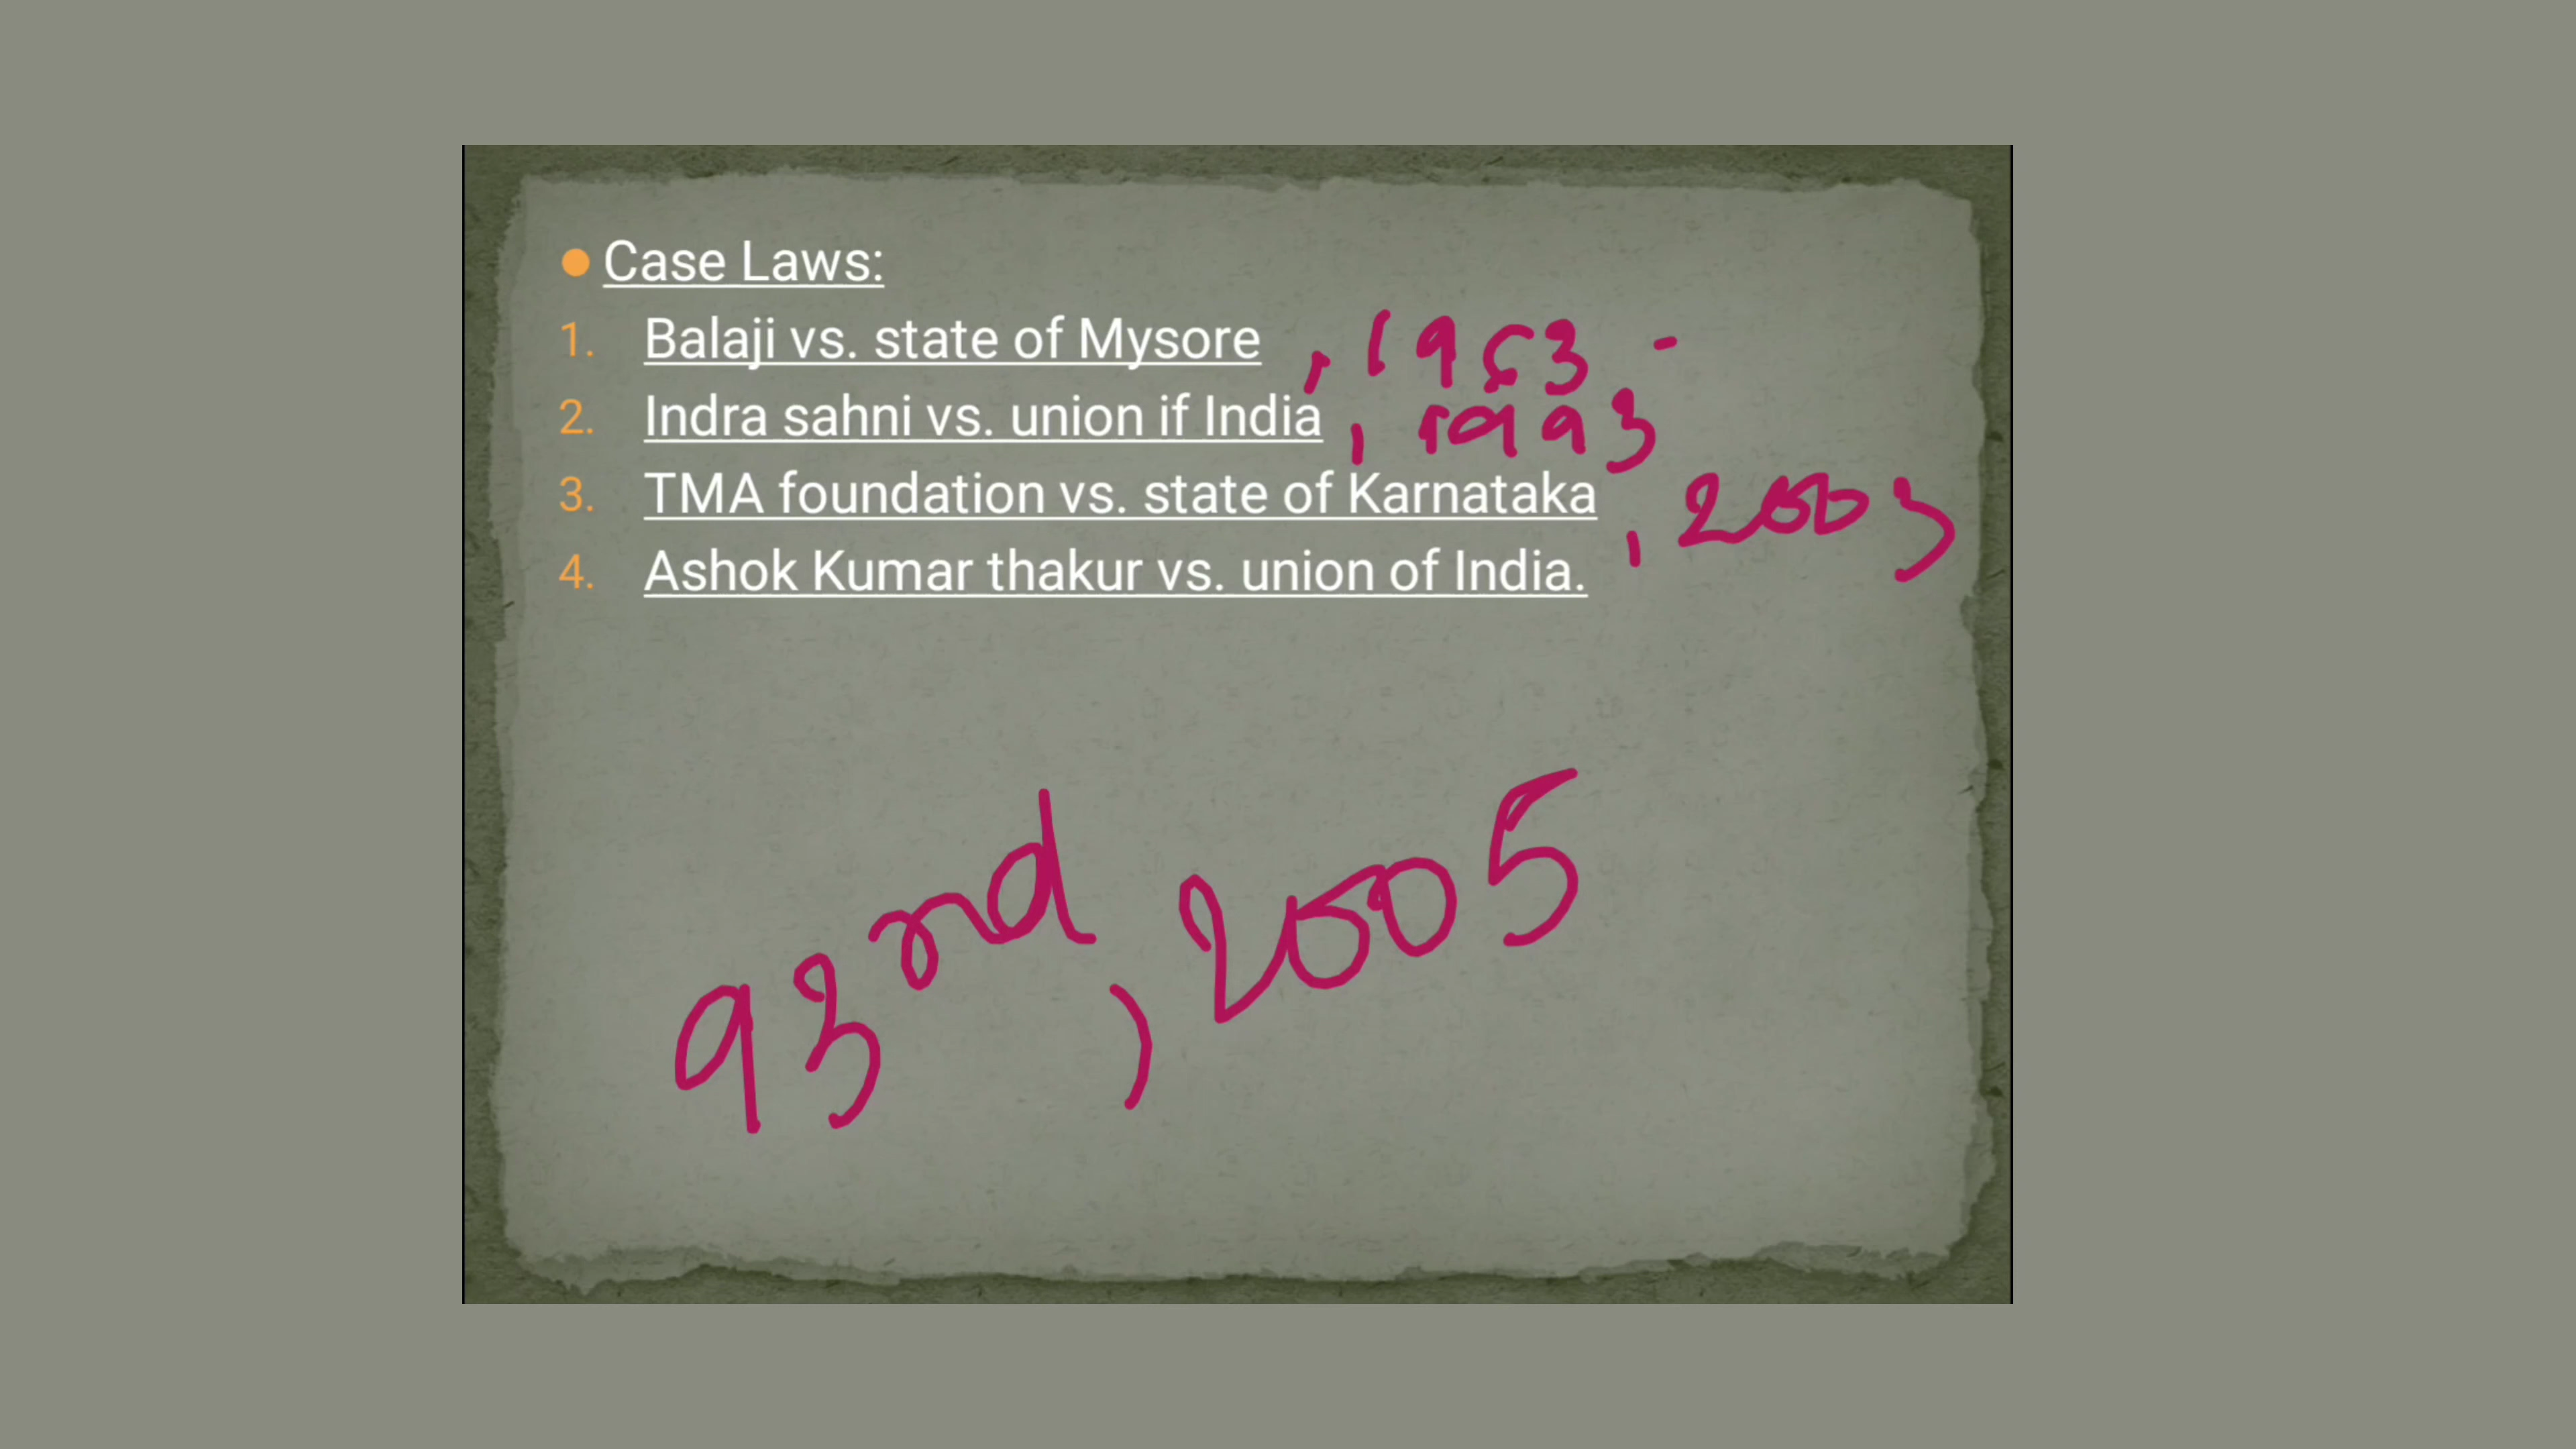 ● Case Laws:
1. Balaji vs. state of Mysore , 1963 -
2. Indra sahni vs. union if India , 1993
3. TMA foundation vs. state of Karnataka , 2003
4. Ashok Kumar thakur vs. union of India.
93rd , 2005